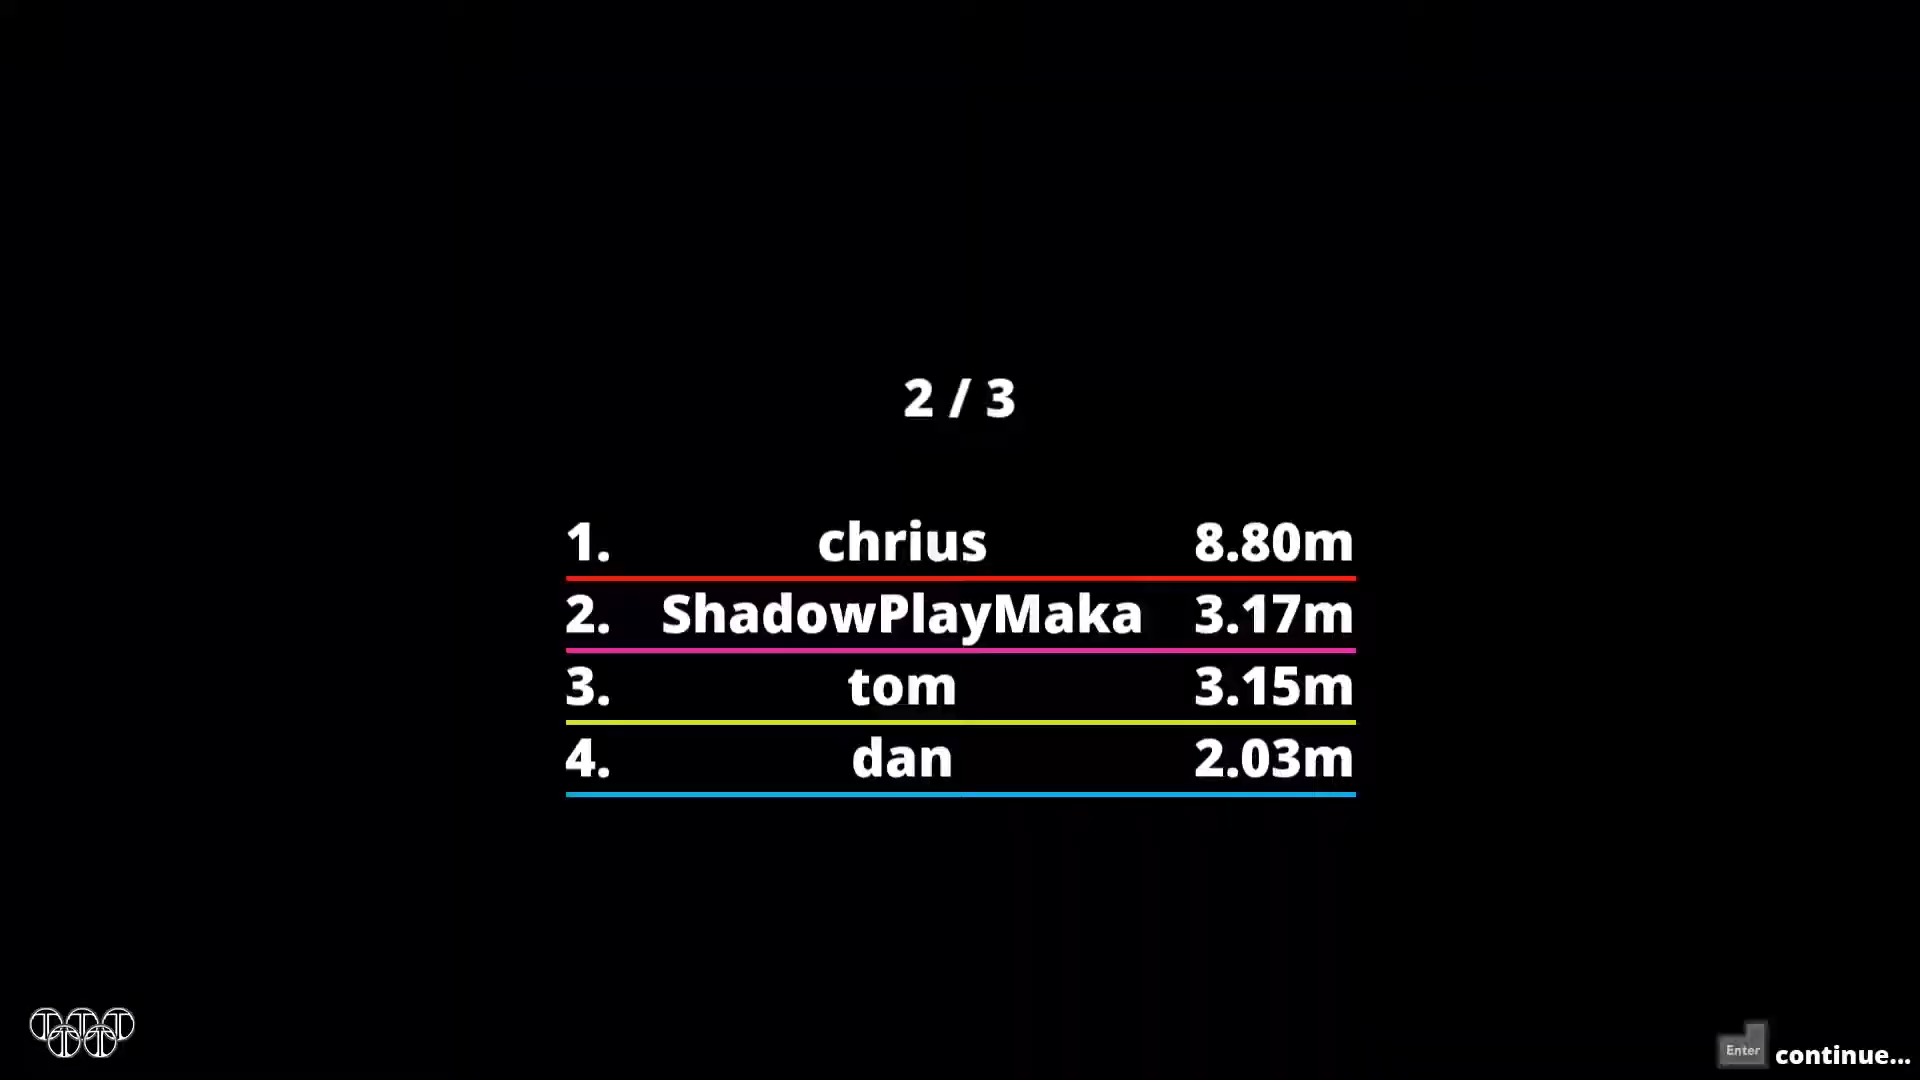 2 / 3
1. chrius 8.80m
2. ShadowPlayMaka 3.17m
3. tom 3.15m
4. dan 2.03m
Enter continue...